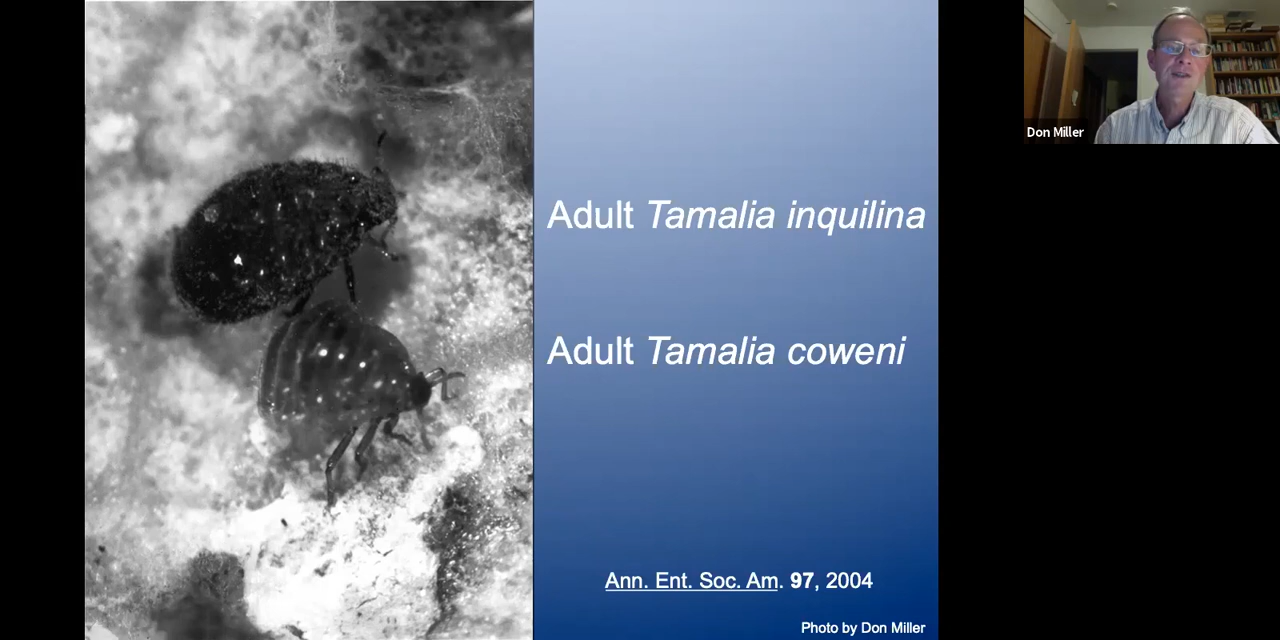 Adult Tamalia inquilina
Adult Tamalia coweni
Ann. Ent. Soc. Am. 97, 2004
Photo by Don Miller
Don Miller